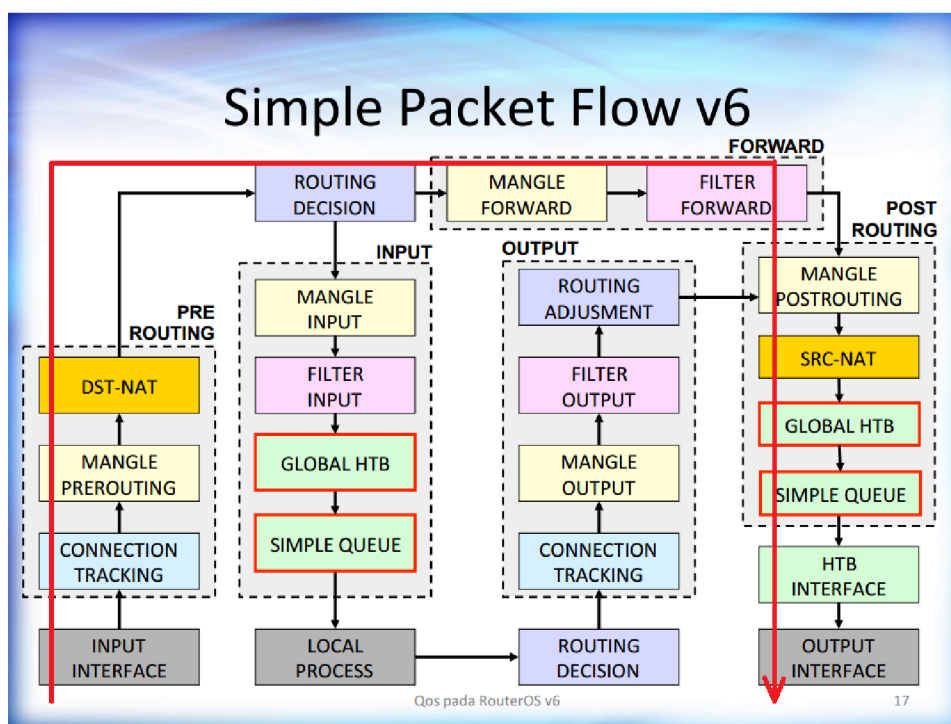 Simple Packet Flow v6
FORWARD
ROUTING
DECISION
MANGLE
FORWARD
FILTER
FORWARD
POST
ROUTING
INPUT
OUTPUT
MANGLE
INPUT
ROUTING
ADJUSMENT
MANGLE
POSTROUTING
PRE
ROUTING
DST-NAT
FILTER
INPUT
FILTER
OUTPUT
SRC-NAT
MANGLE
PREROUTING
GLOBAL HTB
MANGLE
OUTPUT
GLOBAL HTB
SIMPLE QUEUE
CONNECTION
TRACKING
SIMPLE QUEUE
CONNECTION
TRACKING
HTB
INTERFACE
INPUT
INTERFACE
LOCAL
PROCESS
ROUTING
DECISION
OUTPUT
INTERFACE
Qos pada RouterOS v6
17